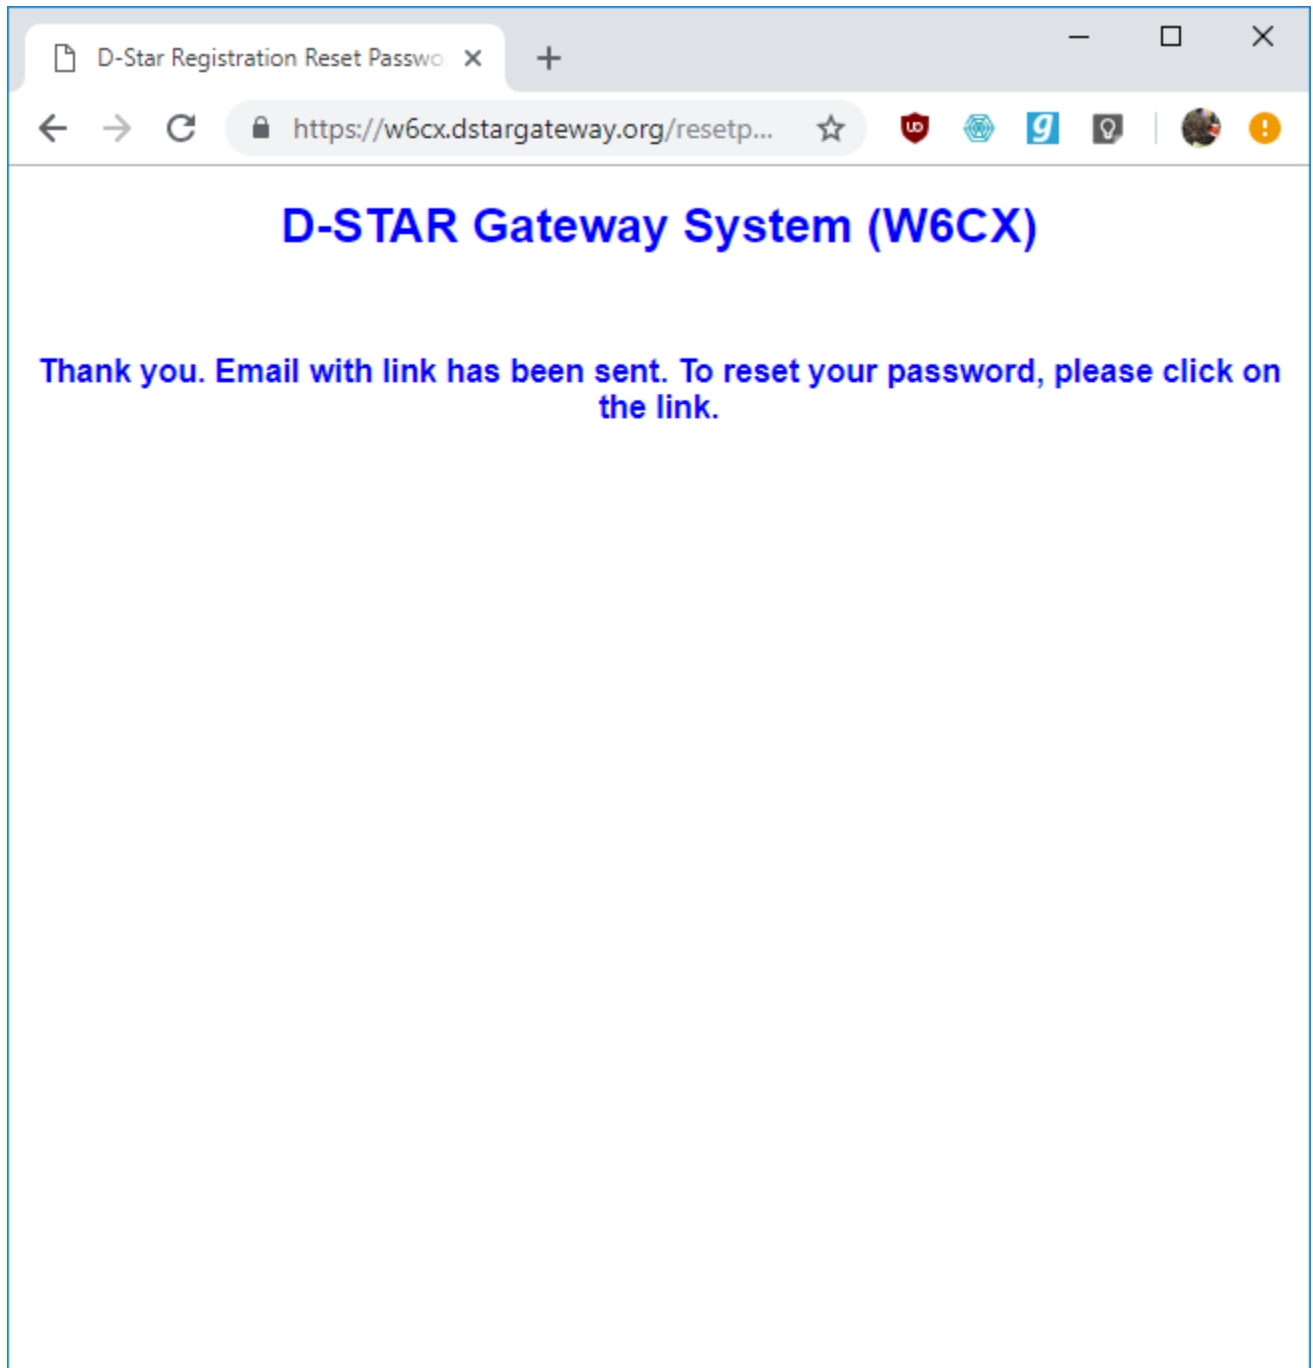 D-Star Registration Reset Passwo
https://w6cx.dstargateway.org/resetp...
UO
g
D-STAR Gateway System (W6CX)
Thank you. Email with link has been sent. To reset your password, please click on
the link.